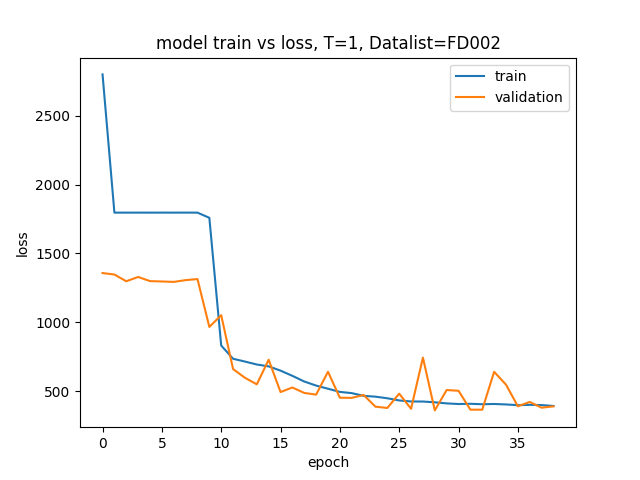 model train vs loss, T=1, Datalist=FD002
train
validation
2500
2000
1500
1000
500
loss
0 5 10 15 20 25 30 35
epoch